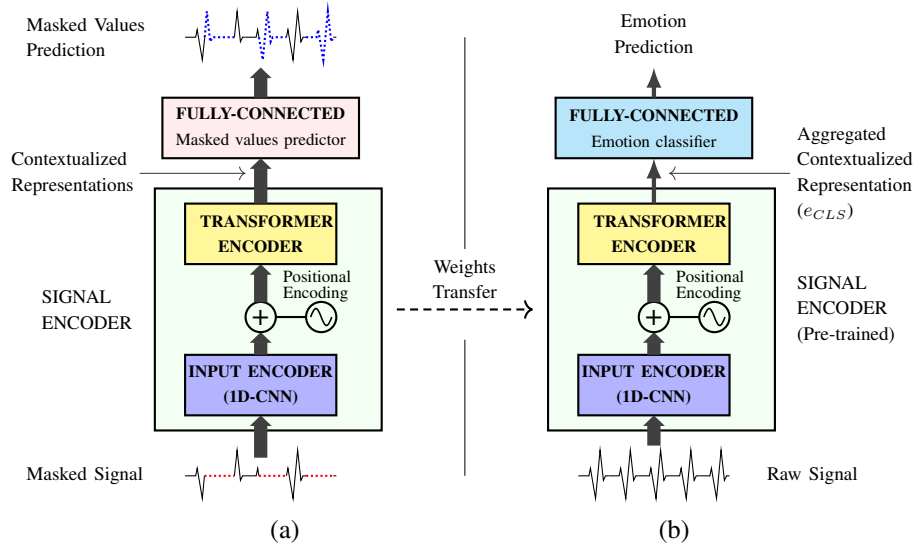 Masked Values
Prediction
FULLY-CONNECTED
Masked values predictor
Contextualized
Representations
TRANSFORMER
ENCODER
Positional
Encoding
+
SIGNAL
ENCODER
INPUT ENCODER
(1D-CNN)
Masked Signal
(a)
Weights
Transfer
Emotion
Prediction
FULLY-CONNECTED
Emotion classifier
Aggregated
Contextualized
Representation
(e_{CLS})
TRANSFORMER
ENCODER
Positional
Encoding
+
SIGNAL
ENCODER
(Pre-trained)
INPUT ENCODER
(1D-CNN)
Raw Signal
(b)